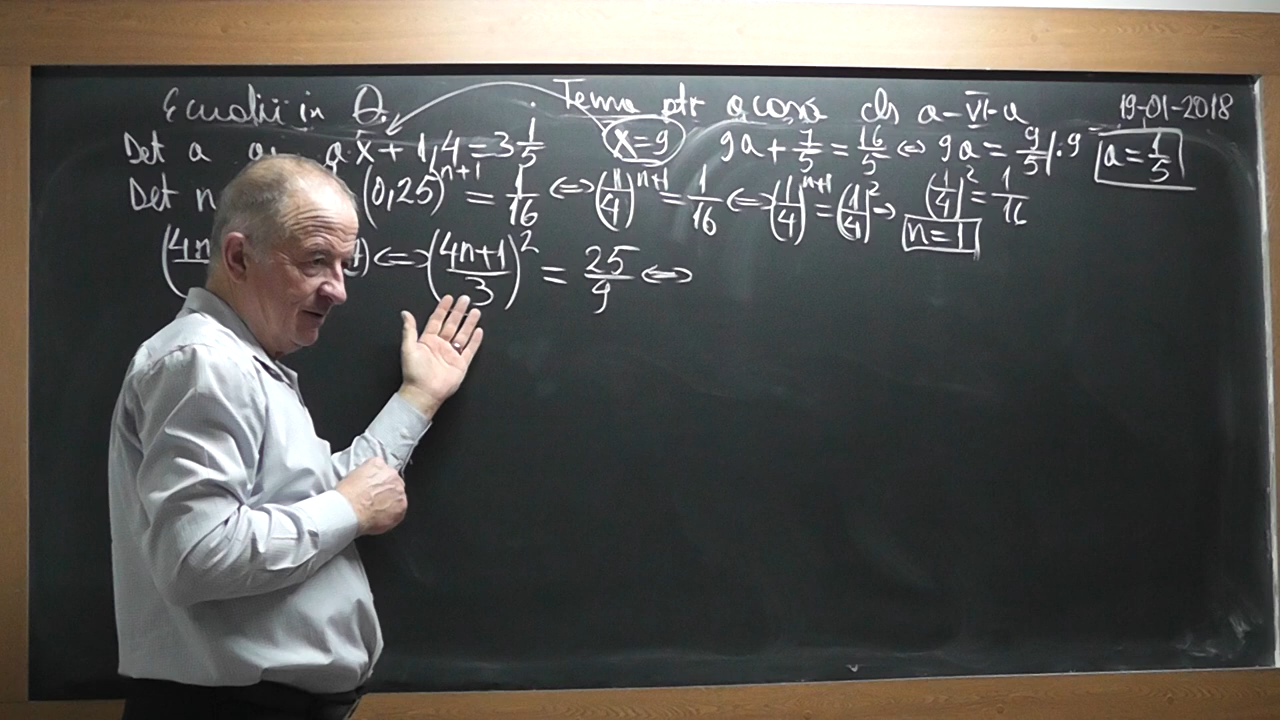 Ecuatii in Q. Tema ptr acasa cls a-VI-a 19-01-2018
Det a a.x + 1,4 = 3 1/5 x=9 9a + 7/5 = 16/5 ⇔ 9a = 9/5 |:9 a = 1/5
Det n (0,25)^{n+1} = 1/16 ⇔ (1/4)^{n+1} = 1/16 ⇔ (1/4)^{n+1} = (1/4)^2 ⇒ n=1 (1/4)^2 = 1/16
(4n ⇔ ((4n+1)/3)^2 = 25/9 ⇔